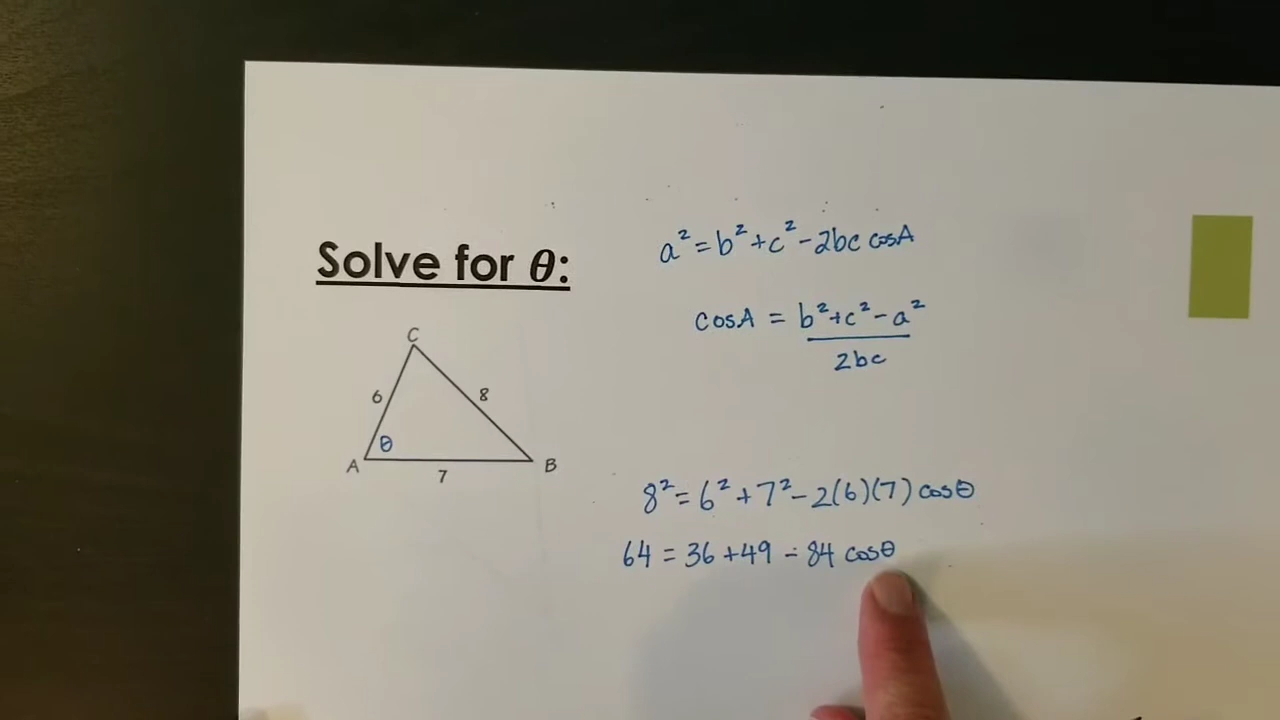 Solve for θ:
C
6
8
θ
A
7
B
a² = b² + c² - 2bc cosA
cosA = b² + c² - a²
2bc
8² = 6² + 7² - 2(6)(7) cosθ
64 = 36 + 49 - 84 cosθ